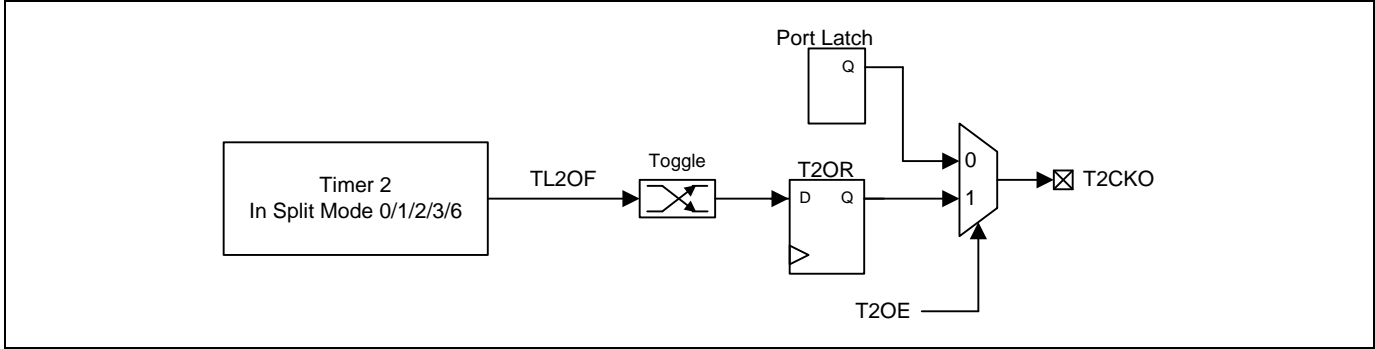 Port Latch
Q
0
Timer 2
In Split Mode 0/1/2/3/6
TL2OF
Toggle
T2OR
D
Q
1
T2CKO
T2OE